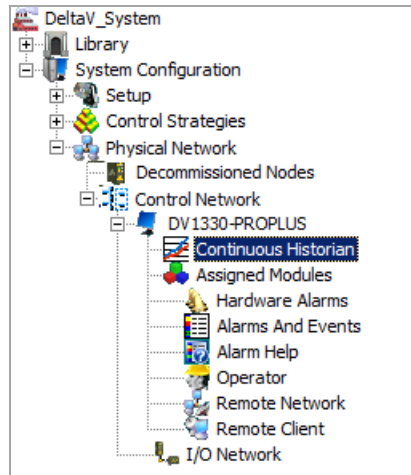 DeltaV_System
Library
System Configuration
Setup
Control Strategies
Physical Network
Decommissioned Nodes
Control Network
DV1330-PROPLUS
Continuous Historian
Assigned Modules
Hardware Alarms
Alarms And Events
Alarm Help
Operator
Remote Network
Remote Client
I/O Network